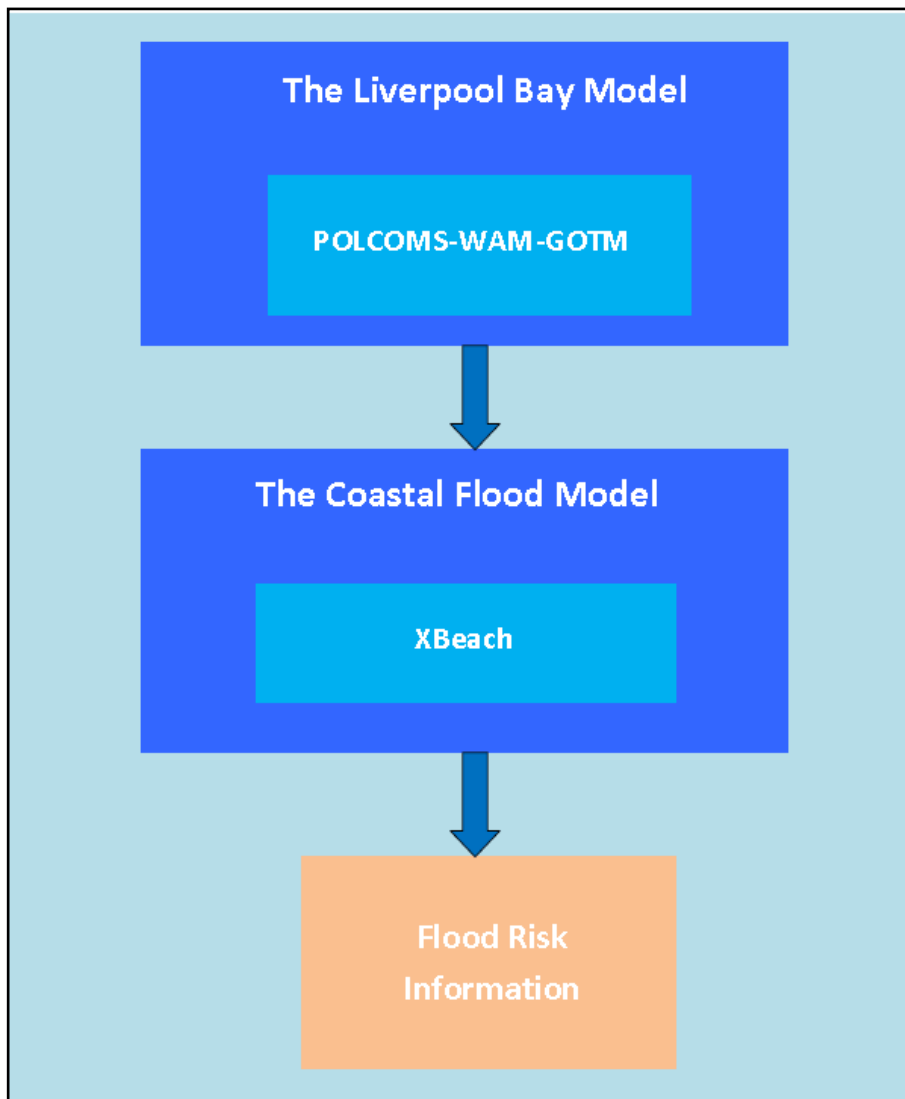 The Liverpool Bay Model
POLCOMS-WAM-GOTM
The Coastal Flood Model
XBeach
Flood Risk
Information